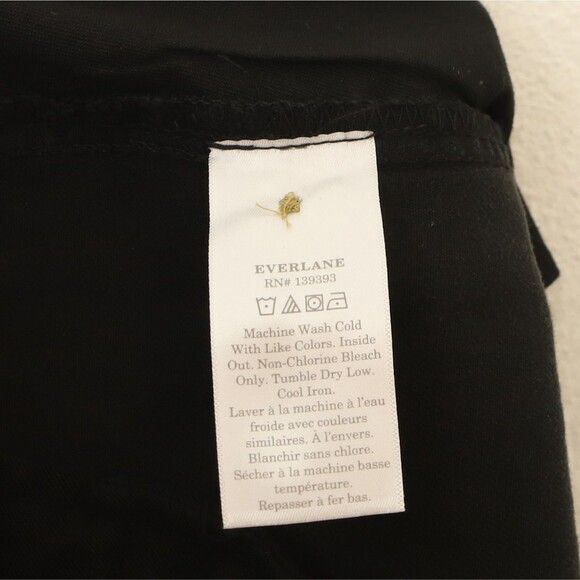 EVERLANE
RN# 139393
Machine Wash Cold
With Like Colors. Inside
Out. Non-Chlorine Bleach
Only. Tumble Dry Low.
Cool Iron.
Laver à la machine à l'eau
froide avec couleurs
similaires. À l'envers.
Blanchir sans chlore.
Sécher à la machine basse
température.
Repasser à fer bas.